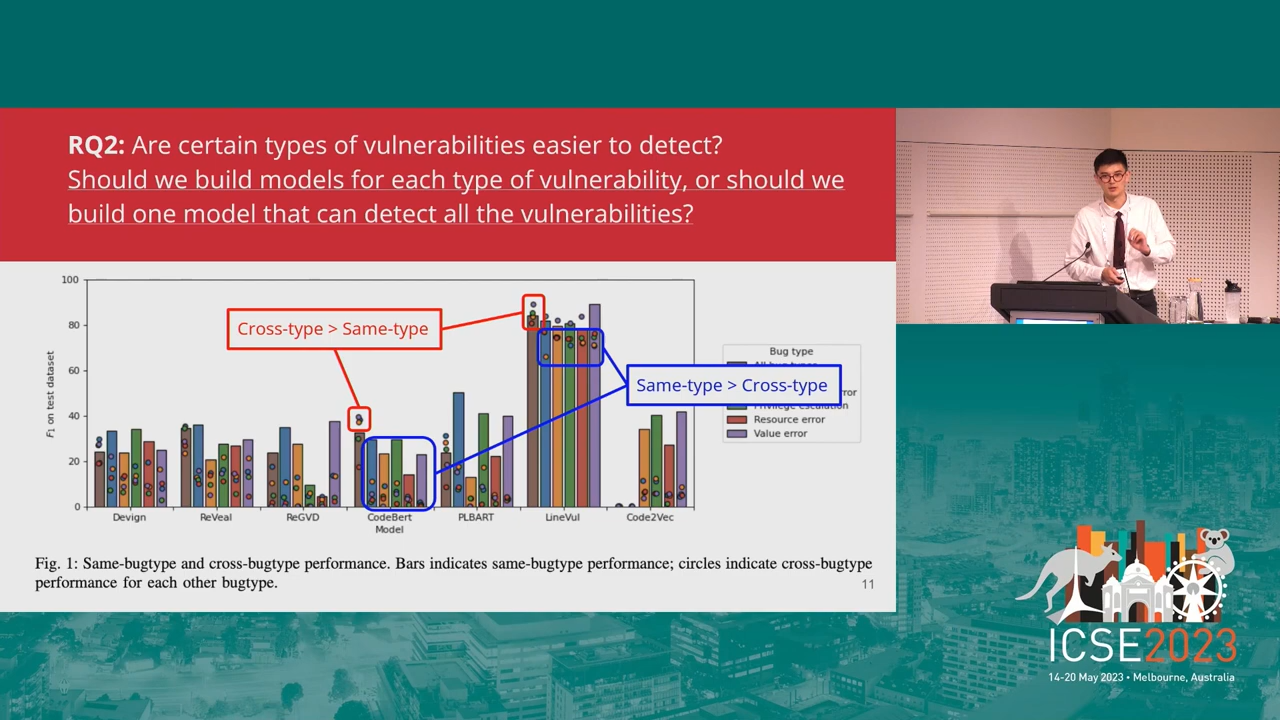 RQ2: Are certain types of vulnerabilities easier to detect?
Should we build models for each type of vulnerability, or should we
build one model that can detect all the vulnerabilities?
100
80
60
40
20
0
F1 on test dataset
Cross-type > Same-type
Same-type > Cross-type
Bug type
Privilege escalation
Resource error
Value error
Devign
ReVeal
ReGVD
CodeBert
PLBART
LineVul
Code2Vec
Model
Fig. 1: Same-bugtype and cross-bugtype performance. Bars indicates same-bugtype performance; circles indicate cross-bugtype
performance for each other bugtype.
11
ICSE2023
14-20 May 2023 • Melbourne, Australia